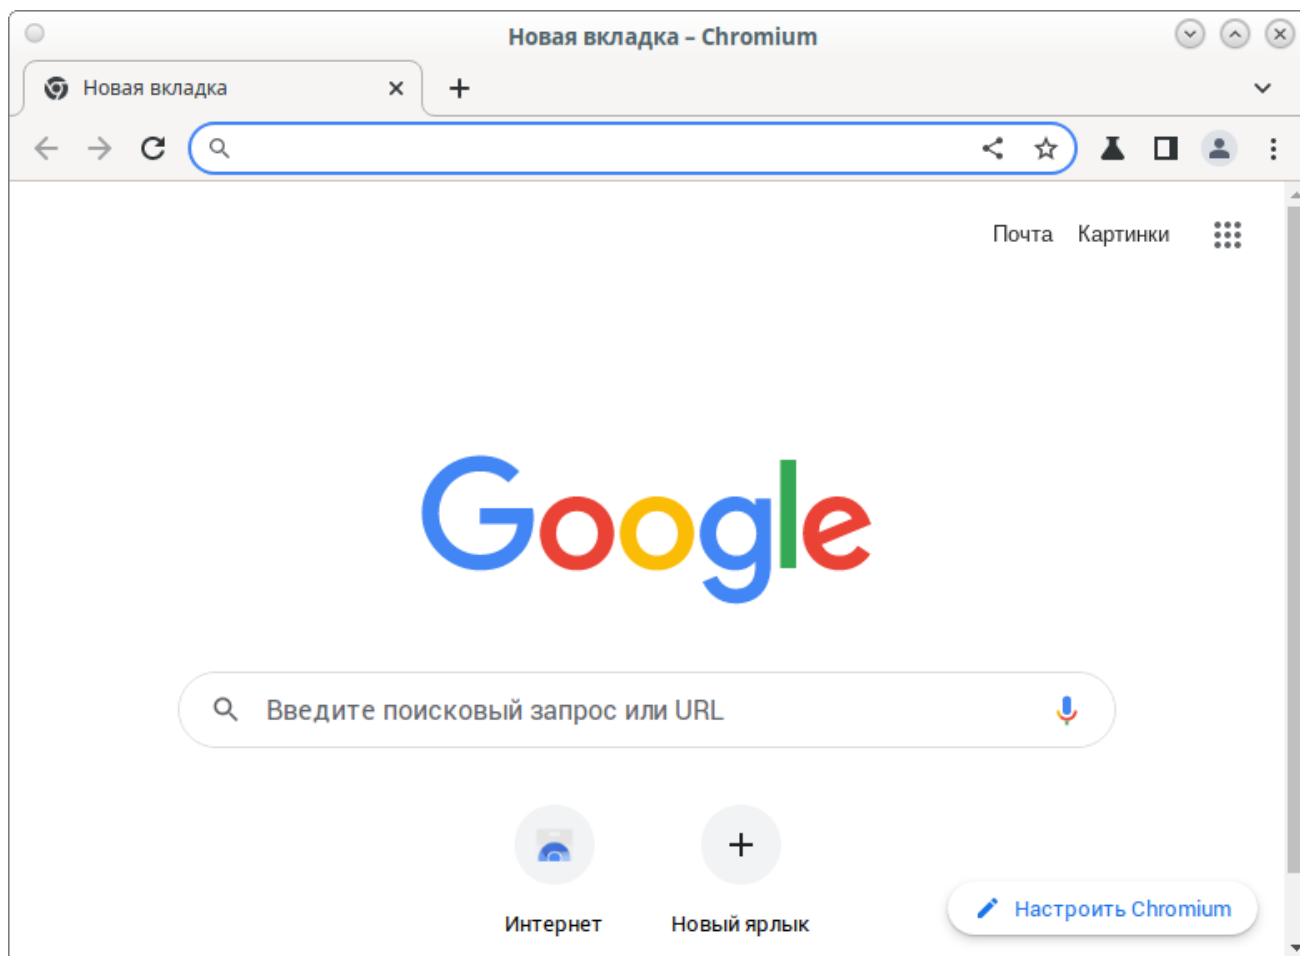 Новая вкладка – Chromium
Новая вкладка
Почта Картинки
Google
Введите поисковый запрос или URL
Интернет Новый ярлык
Настроить Chromium